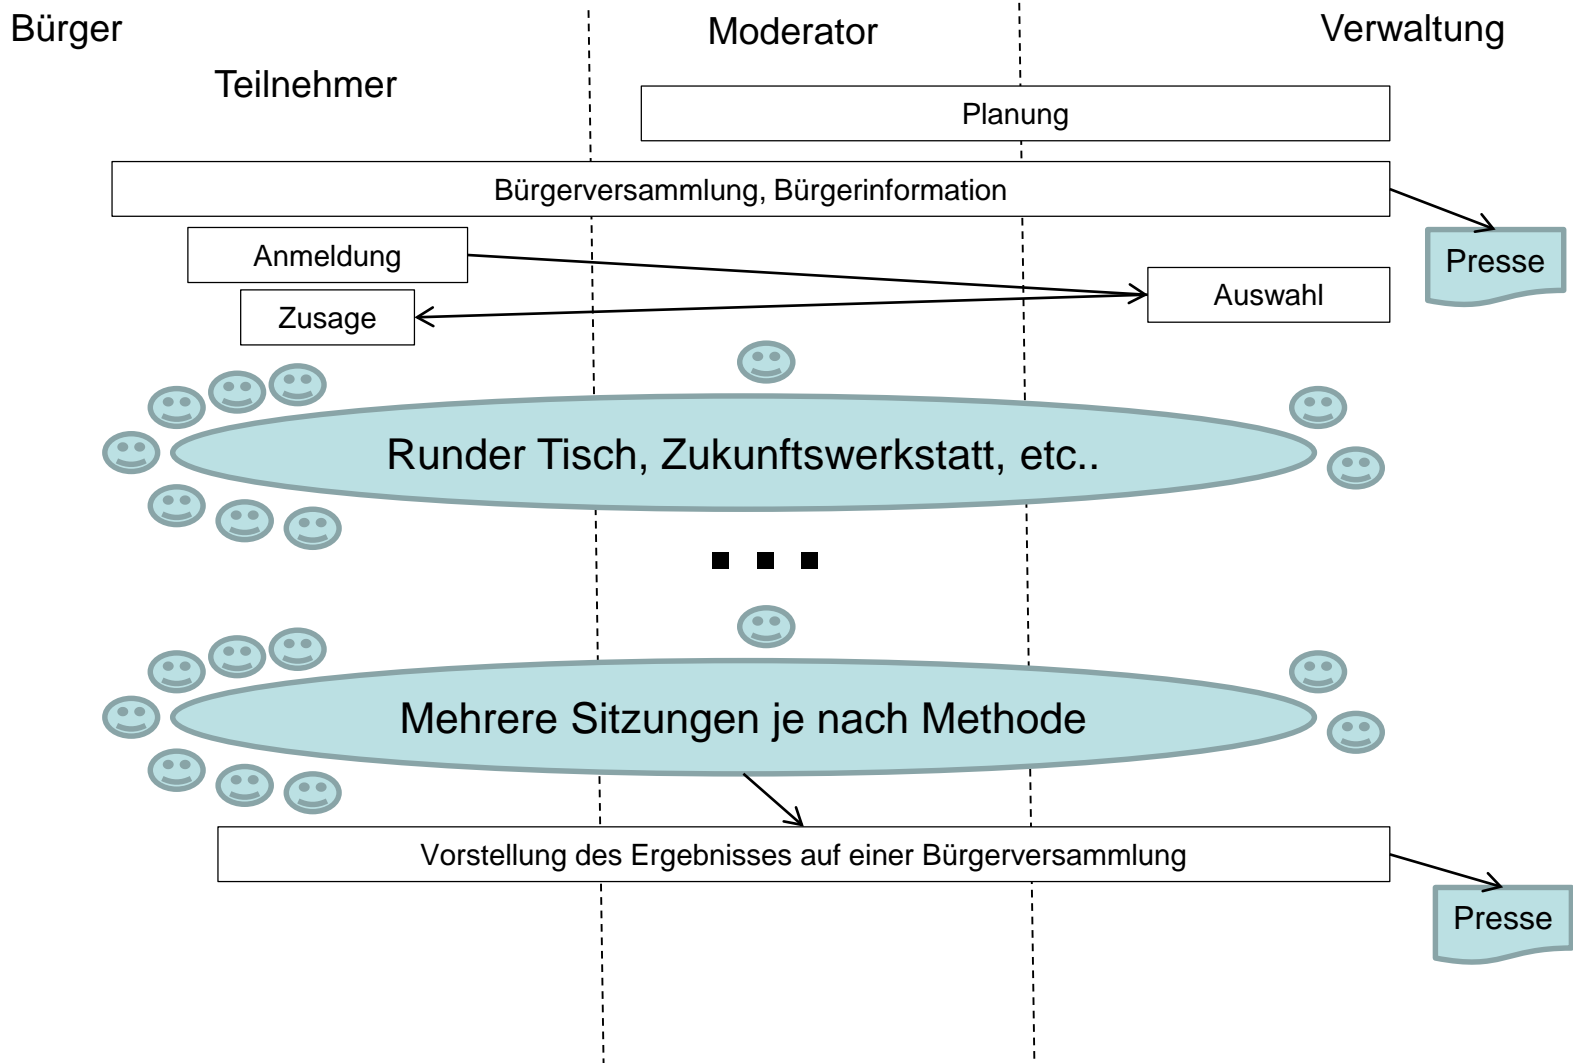 Bürger
Moderator
Verwaltung
Teilnehmer
Planung
Bürgerversammlung, Bürgerinformation
Anmeldung
Presse
Auswahl
Zusage
Runder Tisch, Zukunftswerkstatt, etc..
Mehrere Sitzungen je nach Methode
Vorstellung des Ergebnisses auf einer Bürgerversammlung
Presse